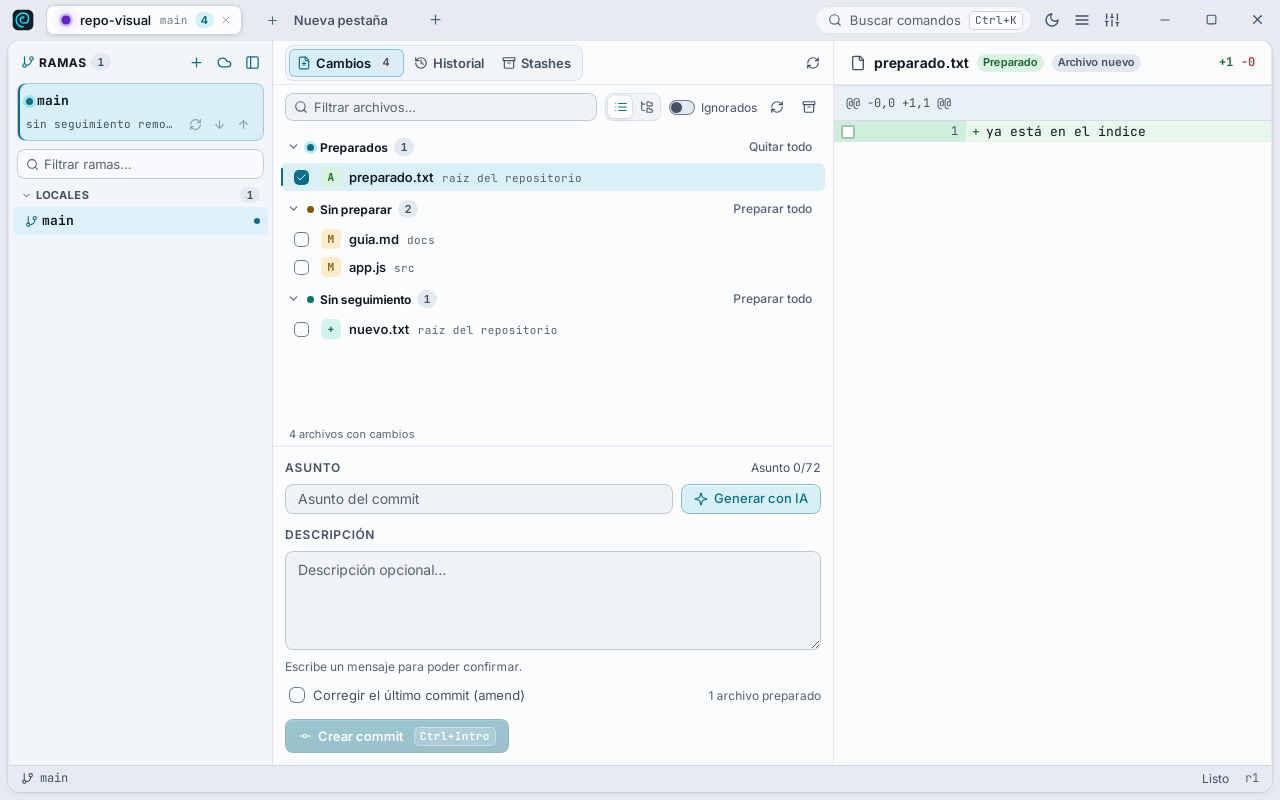 repo-visual main 4
Nueva pestaña
Buscar comandos Ctrl+K
RAMAS 1
main
sin seguimiento remo…
Filtrar ramas…
LOCALES 1
main
Cambios 4
Historial
Stashes
Filtrar archivos…
Ignorados
Preparados 1 Quitar todo
A preparado.txt raíz del repositorio
Sin preparar 2 Preparar todo
M guia.md docs
M app.js src
Sin seguimiento 1 Preparar todo
+ nuevo.txt raíz del repositorio
4 archivos con cambios
ASUNTO Asunto 0/72
Asunto del commit
Generar con IA
DESCRIPCIÓN
Descripción opcional…
Escribe un mensaje para poder confirmar.
Corregir el último commit (amend) 1 archivo preparado
Crear commit Ctrl+Intro
preparado.txt Preparado Archivo nuevo +1 -0
@@ -0,0 +1,1 @@
1 + ya está en el índice
main
Listo r1